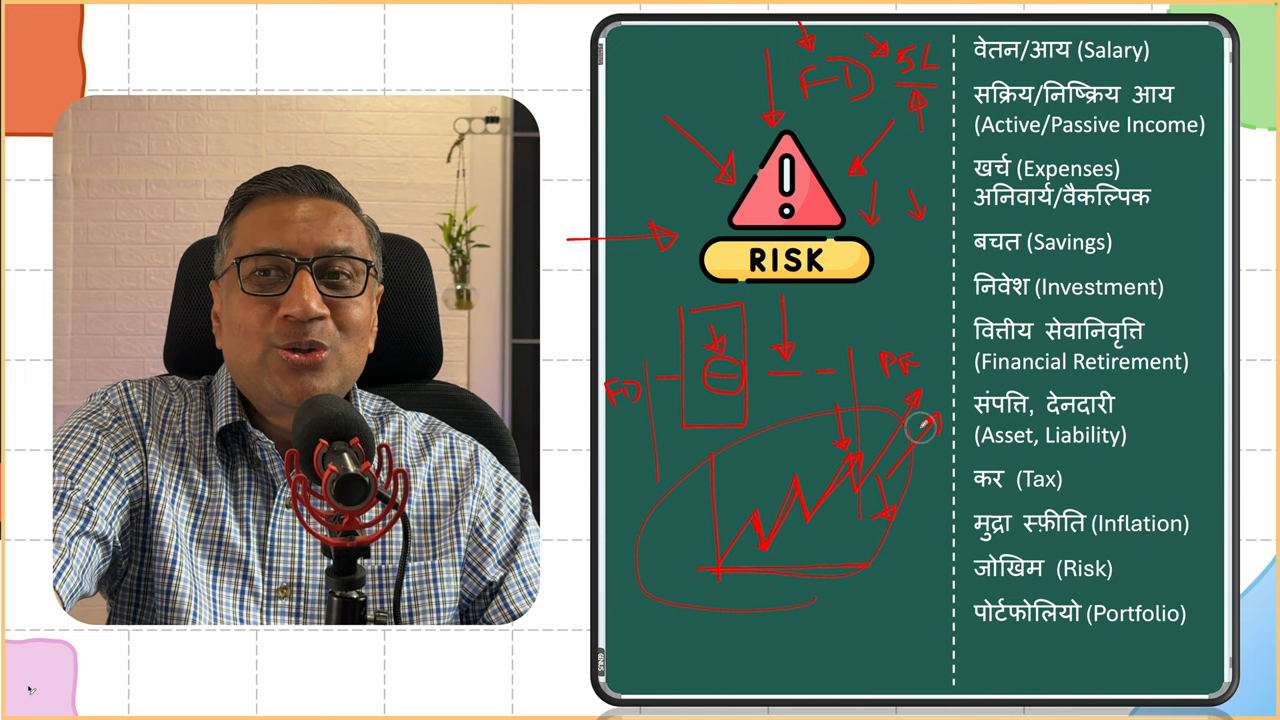 FD
5L
RISK
FD
वेतन/आय (Salary)
सक्रिय/निष्क्रिय आय
(Active/Passive Income)
खर्च (Expenses)
अनिवार्य/वैकल्पिक
बचत (Savings)
निवेश (Investment)
वित्तीय सेवानिवृत्ति
(Financial Retirement)
संपत्ति, देनदारी
(Asset, Liability)
कर (Tax)
मुद्रा स्फ़ीति (Inflation)
जोखिम (Risk)
पोर्टफोलियो (Portfolio)